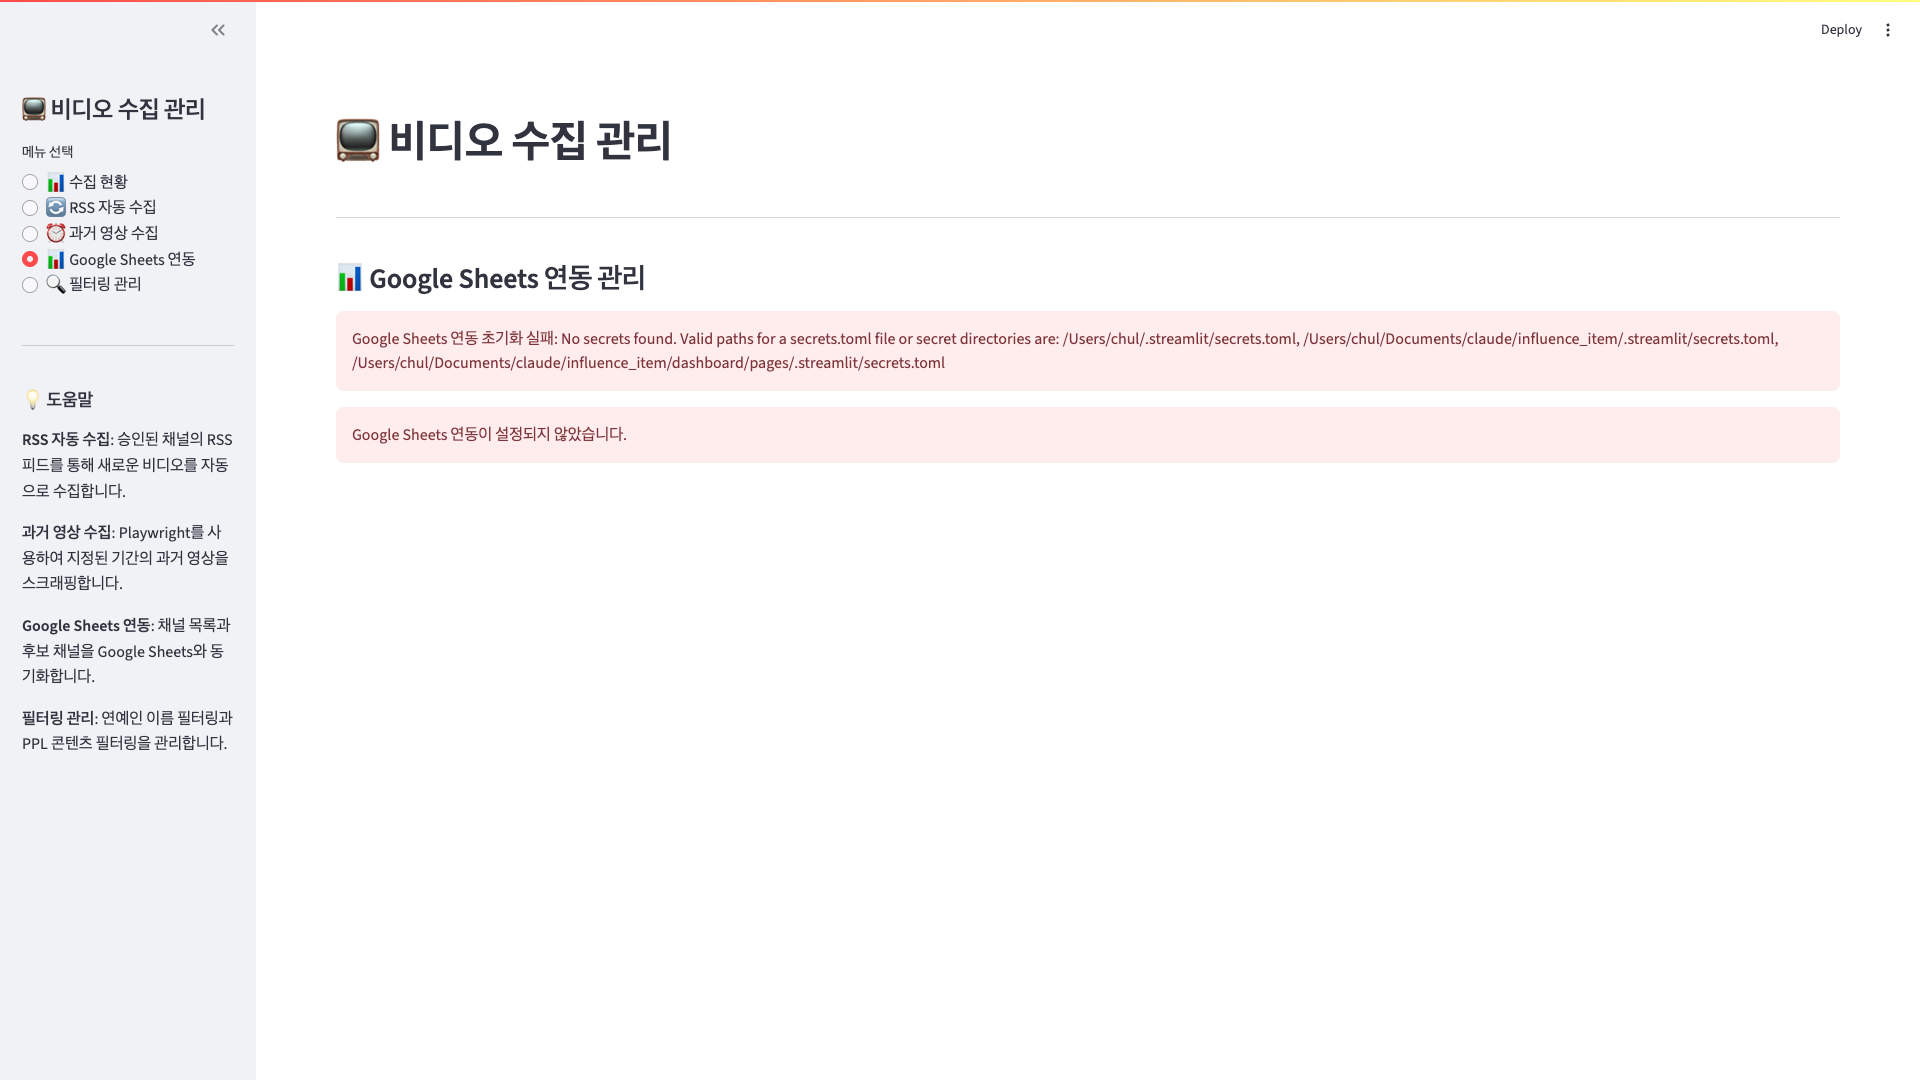 Deploy
비디오 수집 관리
메뉴 선택
수집 현황
RSS 자동 수집
과거 영상 수집
Google Sheets 연동
필터링 관리
도움말
RSS 자동 수집: 승인된 채널의 RSS
피드를 통해 새로운 비디오를 자동
으로 수집합니다.
과거 영상 수집: Playwright를 사
용하여 지정된 기간의 과거 영상을
스크래핑합니다.
Google Sheets 연동: 채널 목록과
후보 채널을 Google Sheets와 동
기화합니다.
필터링 관리: 연예인 이름 필터링과
PPL 콘텐츠 필터링을 관리합니다.
비디오 수집 관리
Google Sheets 연동 관리
Google Sheets 연동 초기화 실패: No secrets found. Valid paths for a secrets.toml file or secret directories are: /Users/chul/.streamlit/secrets.toml, /Users/chul/Documents/claude/influence_item/.streamlit/secrets.toml,
/Users/chul/Documents/claude/influence_item/dashboard/pages/.streamlit/secrets.toml
Google Sheets 연동이 설정되지 않았습니다.